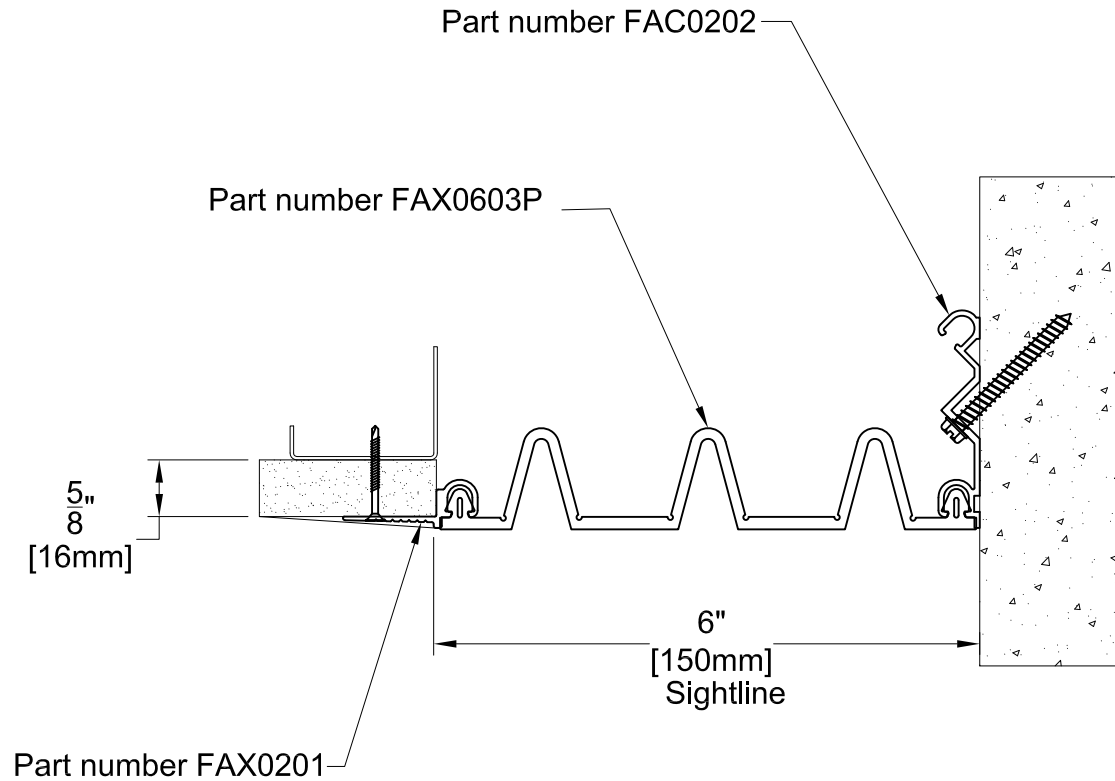 Part number FAC0202
Part number FAX0603P
5"
8
[16mm]
6"
[150mm]
Sightline
Part number FAX0201